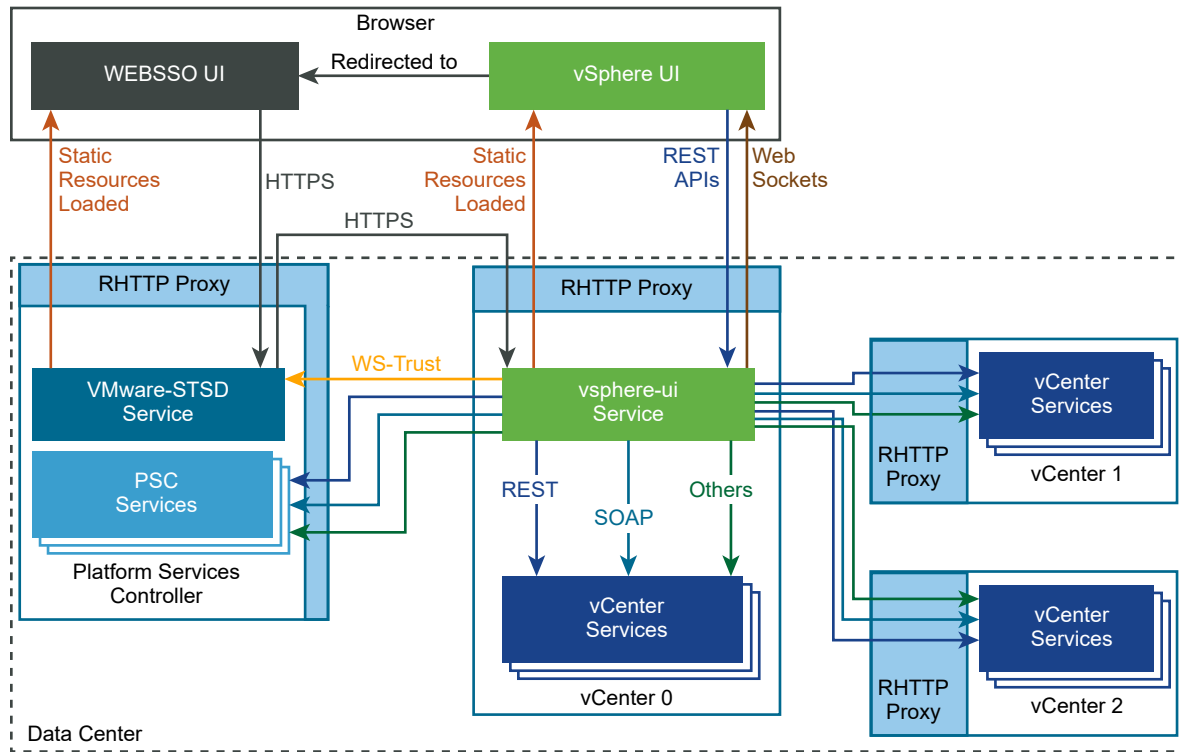 Browser
WEBSSO UI
Redirected to
vSphere UI
Static
Resources
Loaded
HTTPS
Static
Resources
Loaded
REST
APIs
Web
Sockets
HTTPS
RHTTP Proxy
RHTTP Proxy
VMware-STSD
Service
WS-Trust
vsphere-ui
Service
RHTTP
Proxy
vCenter
Services
vCenter 1
PSC
Services
Platform Services
Controller
REST
SOAP
Others
vCenter
Services
vCenter 0
RHTTP
Proxy
vCenter
Services
vCenter 2
Data Center